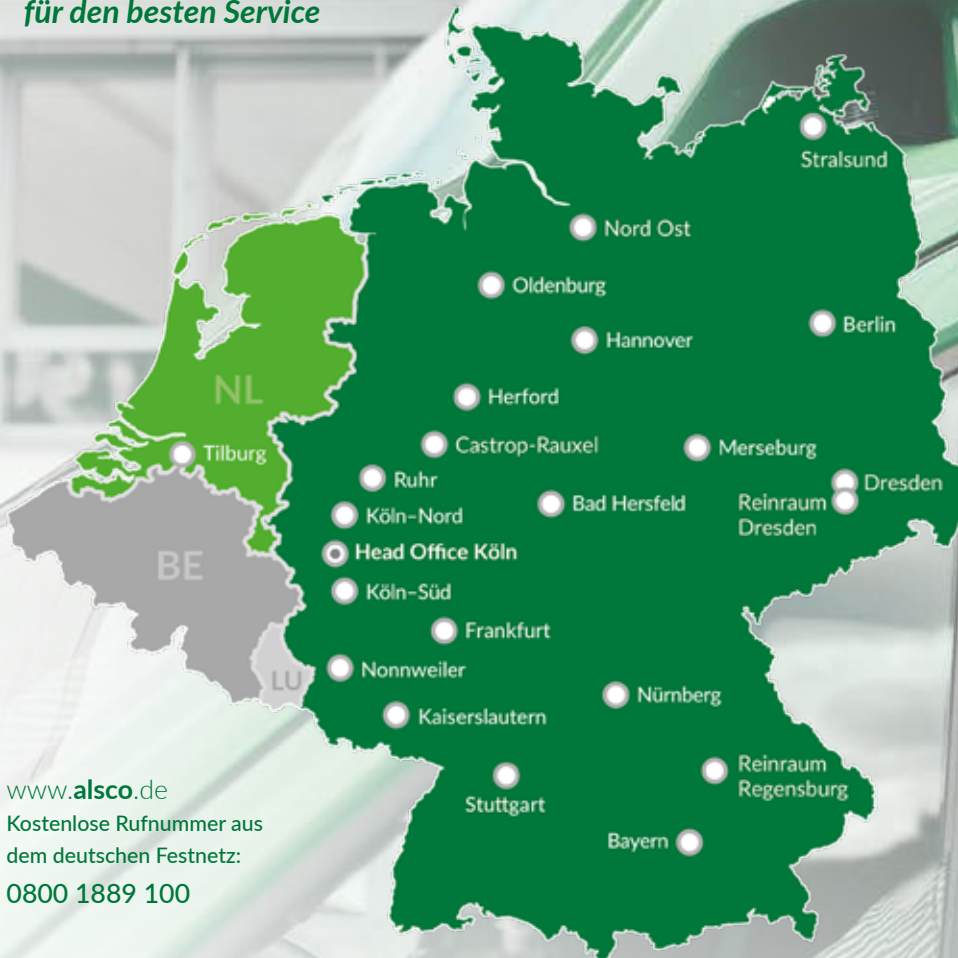 für den besten Service
Stralsund
Nord Ost
Oldenburg
Berlin
Hannover
NL
Herford
Castrop-Rauxel
Merseburg
Tilburg
Ruhr
Dresden
Bad Hersfeld
Reinraum
Dresden
Köln–Nord
Head Office Köln
BE
Köln–Süd
Frankfurt
Nonnweiler
LU
Nürnberg
Kaiserslautern
Reinraum
Regensburg
Stuttgart
Bayern
www.alsco.de
Kostenlose Rufnummer aus
dem deutschen Festnetz:
0800 1889 100